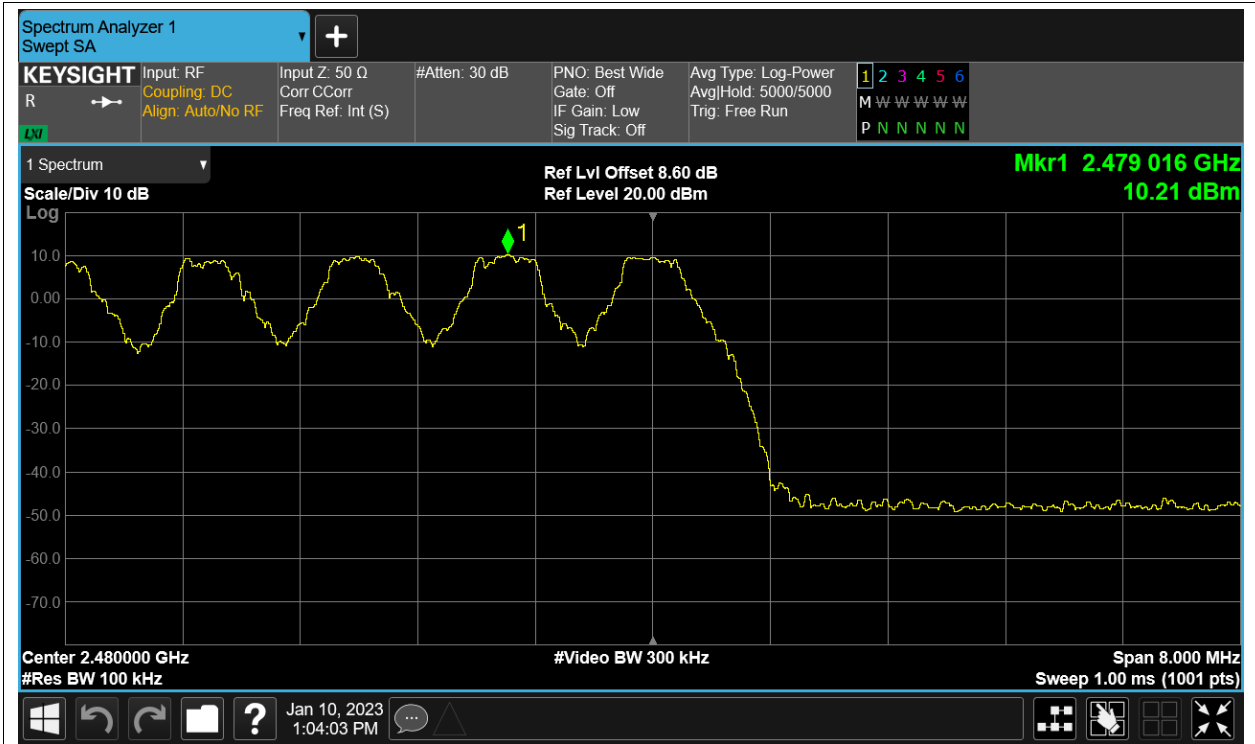 Spectrum Analyzer 1
Swept SA
KEYSIGHT
R
LXI
Input: RF
Coupling: DC
Align: Auto/No RF
Input Z: 50 Ω
Corr CCorr
Freq Ref: Int (S)
#Atten: 30 dB
PNO: Best Wide
Gate: Off
IF Gain: Low
Sig Track: Off
Avg Type: Log-Power
Avg|Hold: 5000/5000
Trig: Free Run
1 2 3 4 5 6
M W W W W W
P N N N N N
1 Spectrum
Scale/Div 10 dB
Log
Ref Lvl Offset 8.60 dB
Ref Level 20.00 dBm
Mkr1 2.479 016 GHz
10.21 dBm
1
10.0
0.00
-10.0
-20.0
-30.0
-40.0
-50.0
-60.0
-70.0
Center 2.480000 GHz
#Res BW 100 kHz
#Video BW 300 kHz
Span 8.000 MHz
Sweep 1.00 ms (1001 pts)
?
Jan 10, 2023
1:04:03 PM